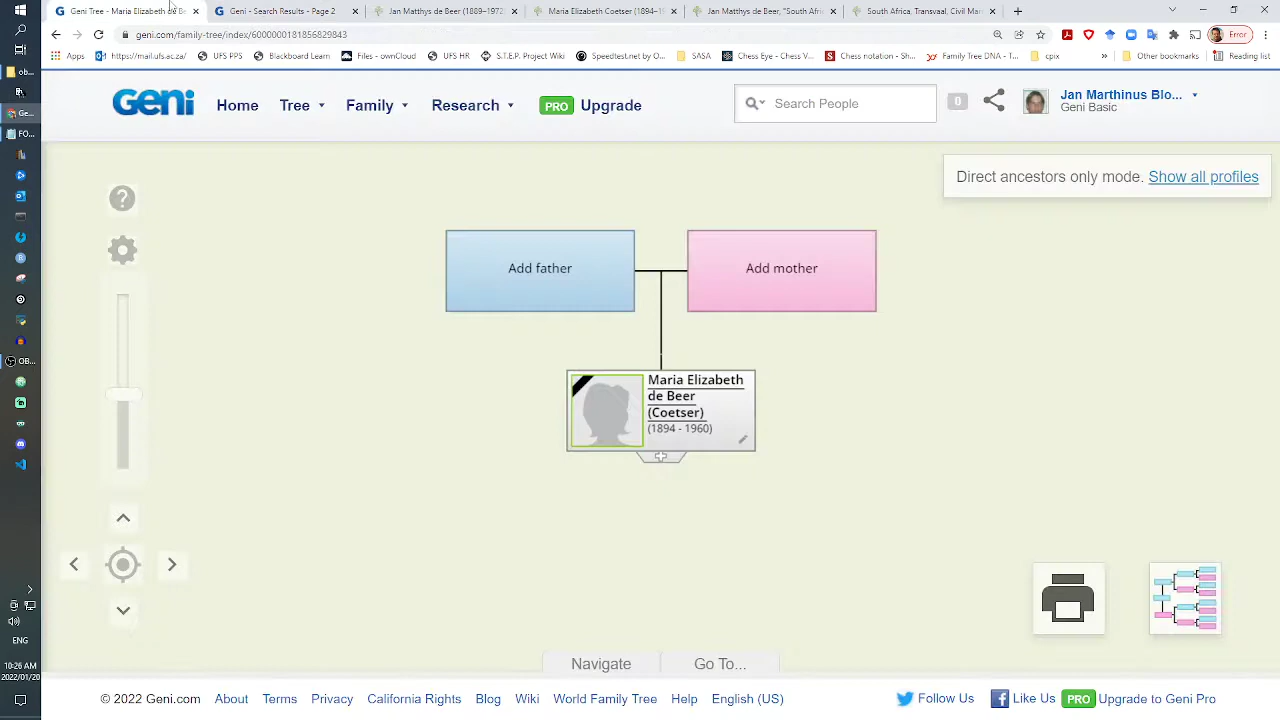 Geni Tree - Maria Elizabeth de Be
Geni - Search Results - Page 2
Jan Matthys de Beer (1889–1972
Maria Elizabeth Coetser (1894–19
Jan Matthys de Beer, "South Afri
South Africa, Transvaal, Civil Mar
geni.com/family-tree/index/6000000181856829843
Error
Apps
https://mail.ufs.ac.za/
UFS PPS
Blackboard Learn
Files - ownCloud
UFS HR
S.T.E.P. Project Wiki
Speedtest.net by O...
SASA
Chess Eye - Chess V...
Chess notation - Sh...
Family Tree DNA - T...
cpix
»
Other bookmarks
Reading list
Geni
Home
Tree
Family
Research
PRO Upgrade
Search People
0
Jan Marthinus Blo...
Geni Basic
Direct ancestors only mode. Show all profiles
Add father
Add mother
Maria Elizabeth
de Beer
(Coetser)
(1894 - 1960)
Navigate
Go To...
© 2022 Geni.com
About
Terms
Privacy
California Rights
Blog
Wiki
World Family Tree
Help
English (US)
Follow Us
Like Us
PRO Upgrade to Geni Pro
ob...
Ge...
FO...
OB...
ENG
10:26 AM